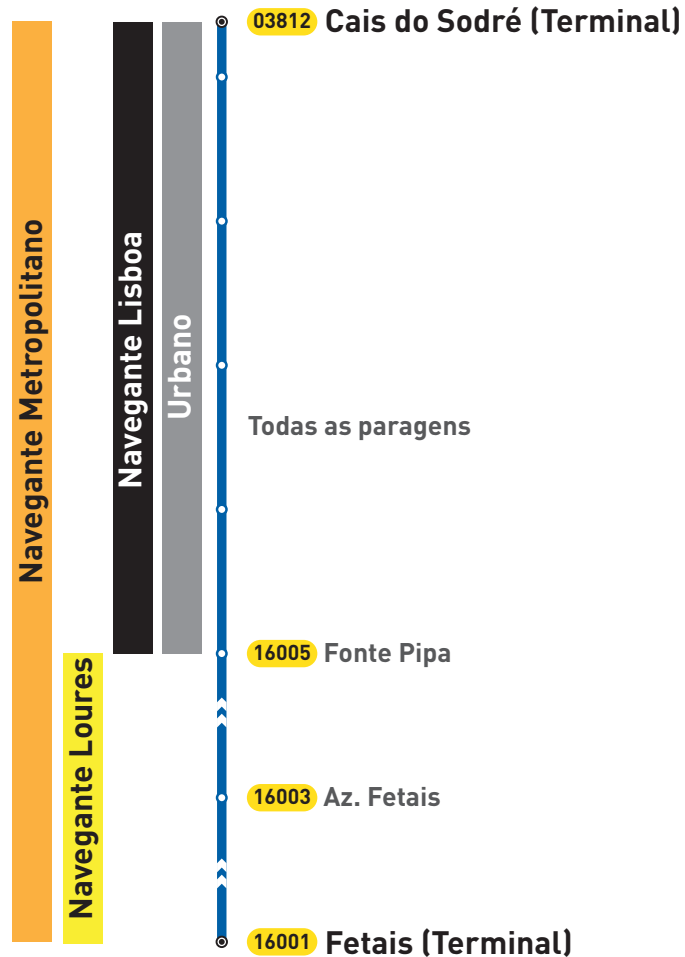 03812 Cais do Sodré (Terminal)
Navegante Metropolitano
Navegante Lisboa
Urbano
Todas as paragens
16005 Fonte Pipa
Navegante Loures
16003 Az. Fetais
16001 Fetais (Terminal)